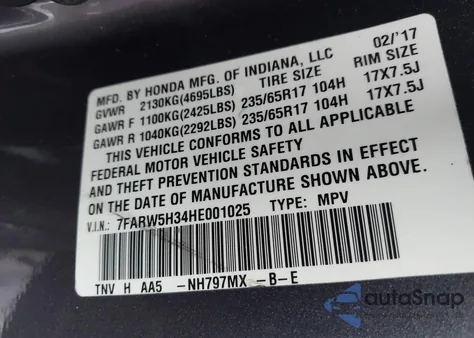 MFD. BY HONDA MFG. OF INDIANA, LLC 02/'17
GVWR 2130KG(4695LBS) TIRE SIZE RIM SIZE
GAWR F 1100KG(2425LBS) 235/65R17 104H 17X7.5J
GAWR R 1040KG(2292LBS) 235/65R17 104H 17X7.5J
THIS VEHICLE CONFORMS TO ALL APPLICABLE
FEDERAL MOTOR VEHICLE SAFETY
AND THEFT PREVENTION STANDARDS IN EFFECT
ON THE DATE OF MANUFACTURE SHOWN ABOVE.
V.I.N.: 7FARW5H34HE001025 TYPE: MPV
TNV H AA5 -NH797MX -B-E
autoSnap